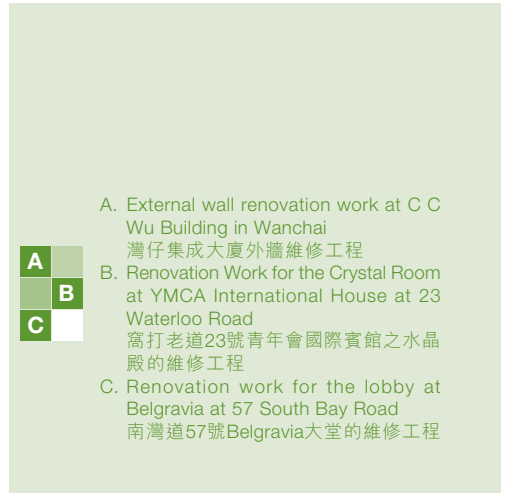 A. External wall renovation work at C C
Wu Building in Wanchai
灣仔集成大廈外牆維修工程
B. Renovation Work for the Crystal Room
at YMCA International House at 23
Waterloo Road
窩打老道23號青年會國際賓館之水晶
殿的維修工程
C. Renovation work for the lobby at
Belgravia at 57 South Bay Road
南灣道57號Belgravia大堂的維修工程
A
B
C